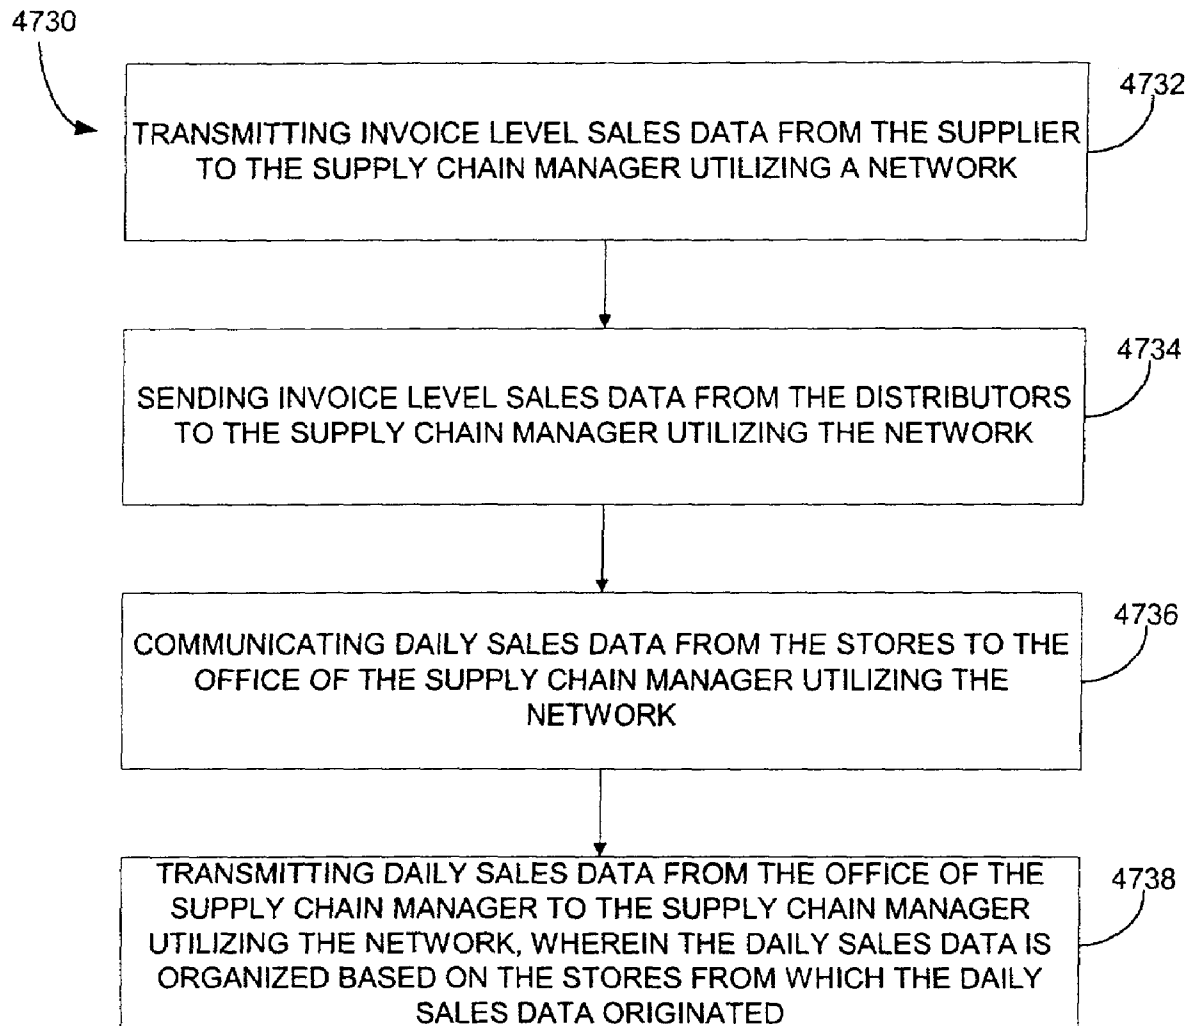 4730
4732
TRANSMITTING INVOICE LEVEL SALES DATA FROM THE SUPPLIER
TO THE SUPPLY CHAIN MANAGER UTILIZING A NETWORK
4734
SENDING INVOICE LEVEL SALES DATA FROM THE DISTRIBUTORS
TO THE SUPPLY CHAIN MANAGER UTILIZING THE NETWORK
4736
COMMUNICATING DAILY SALES DATA FROM THE STORES TO THE
OFFICE OF THE SUPPLY CHAIN MANAGER UTILIZING THE
NETWORK
4738
TRANSMITTING DAILY SALES DATA FROM THE OFFICE OF THE
SUPPLY CHAIN MANAGER TO THE SUPPLY CHAIN MANAGER
UTILIZING THE NETWORK, WHEREIN THE DAILY SALES DATA IS
ORGANIZED BASED ON THE STORES FROM WHICH THE DAILY
SALES DATA ORIGINATED